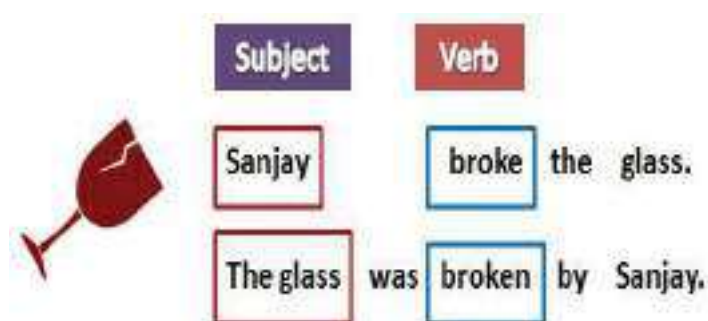 Subject Verb
Sanjay broke the glass.
The glass was broken by Sanjay.